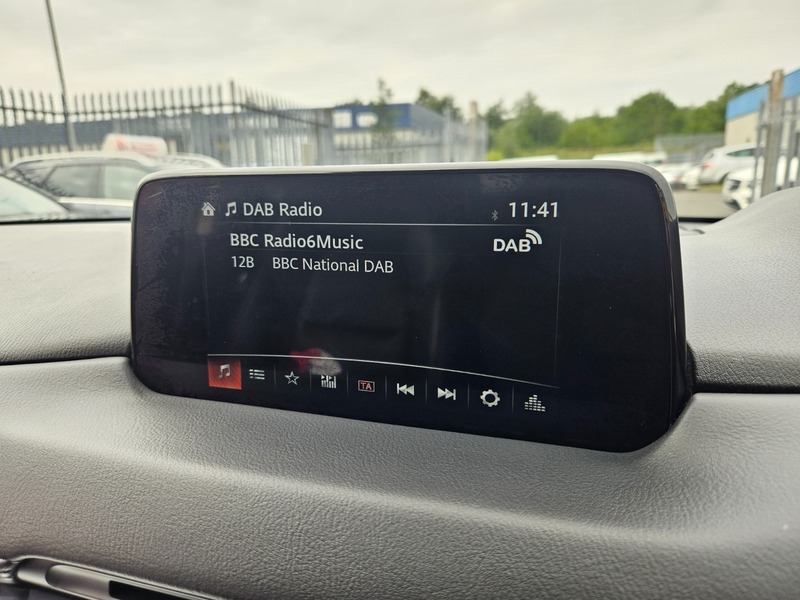 DAB Radio
11:41
BBC Radio6Music
DAB
12B BBC National DAB
TA